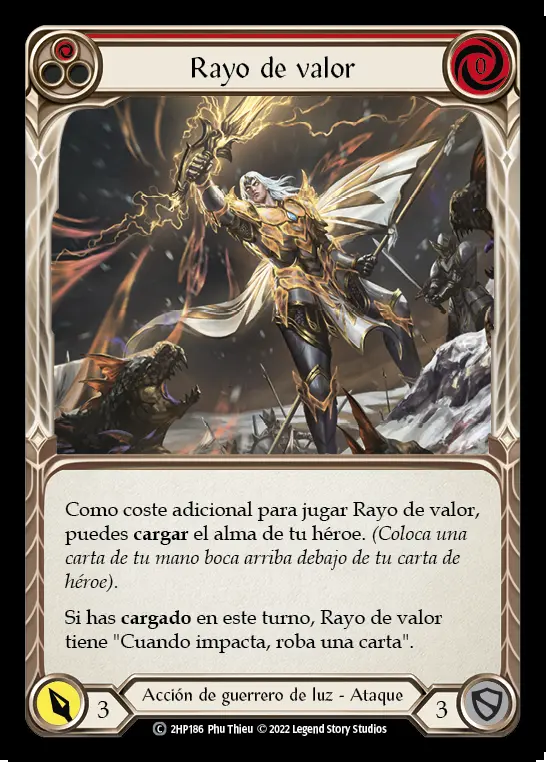 Rayo de valor
0
Como coste adicional para jugar Rayo de valor,
puedes cargar el alma de tu héroe. (Coloca una
carta de tu mano boca arriba debajo de tu carta de
héroe).
Si has cargado en este turno, Rayo de valor
tiene "Cuando impacta, roba una carta".
3
Acción de guerrero de luz - Ataque
3
C 2HP186 Phu Thieu © 2022 Legend Story Studios